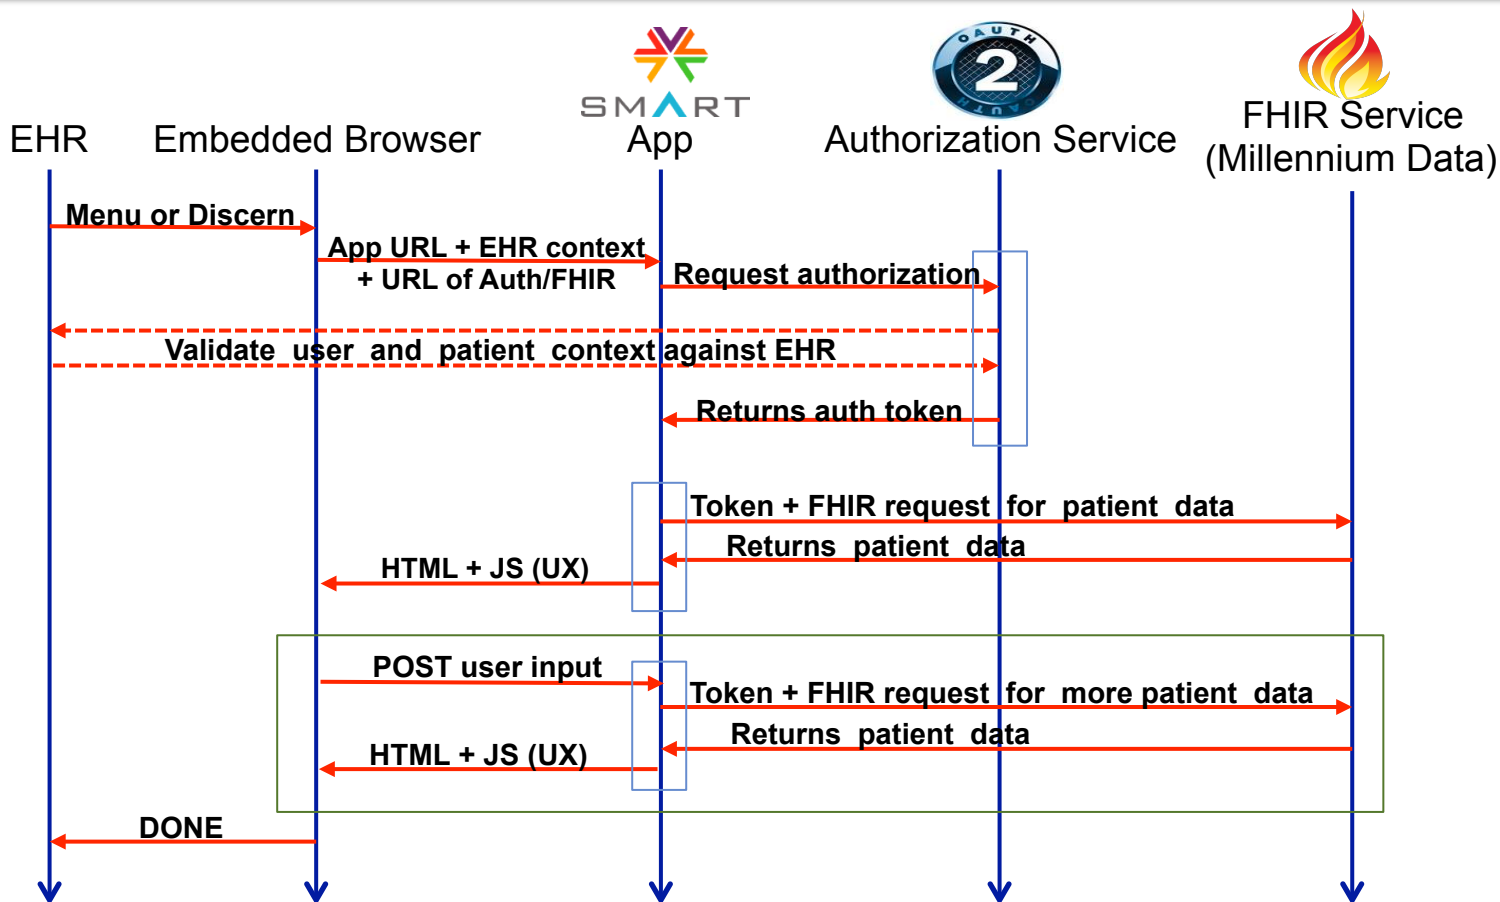 OAUTH
2
OAUTH
SMART
FHIR Service
(Millennium Data)
EHR
Embedded Browser
App
Authorization Service
Menu or Discern
App URL + EHR context
+ URL of Auth/FHIR
Request authorization
Validate user and patient context against EHR
Returns auth token
Token + FHIR request for patient data
Returns patient data
HTML + JS (UX)
POST user input
Token + FHIR request for more patient data
Returns patient data
HTML + JS (UX)
DONE